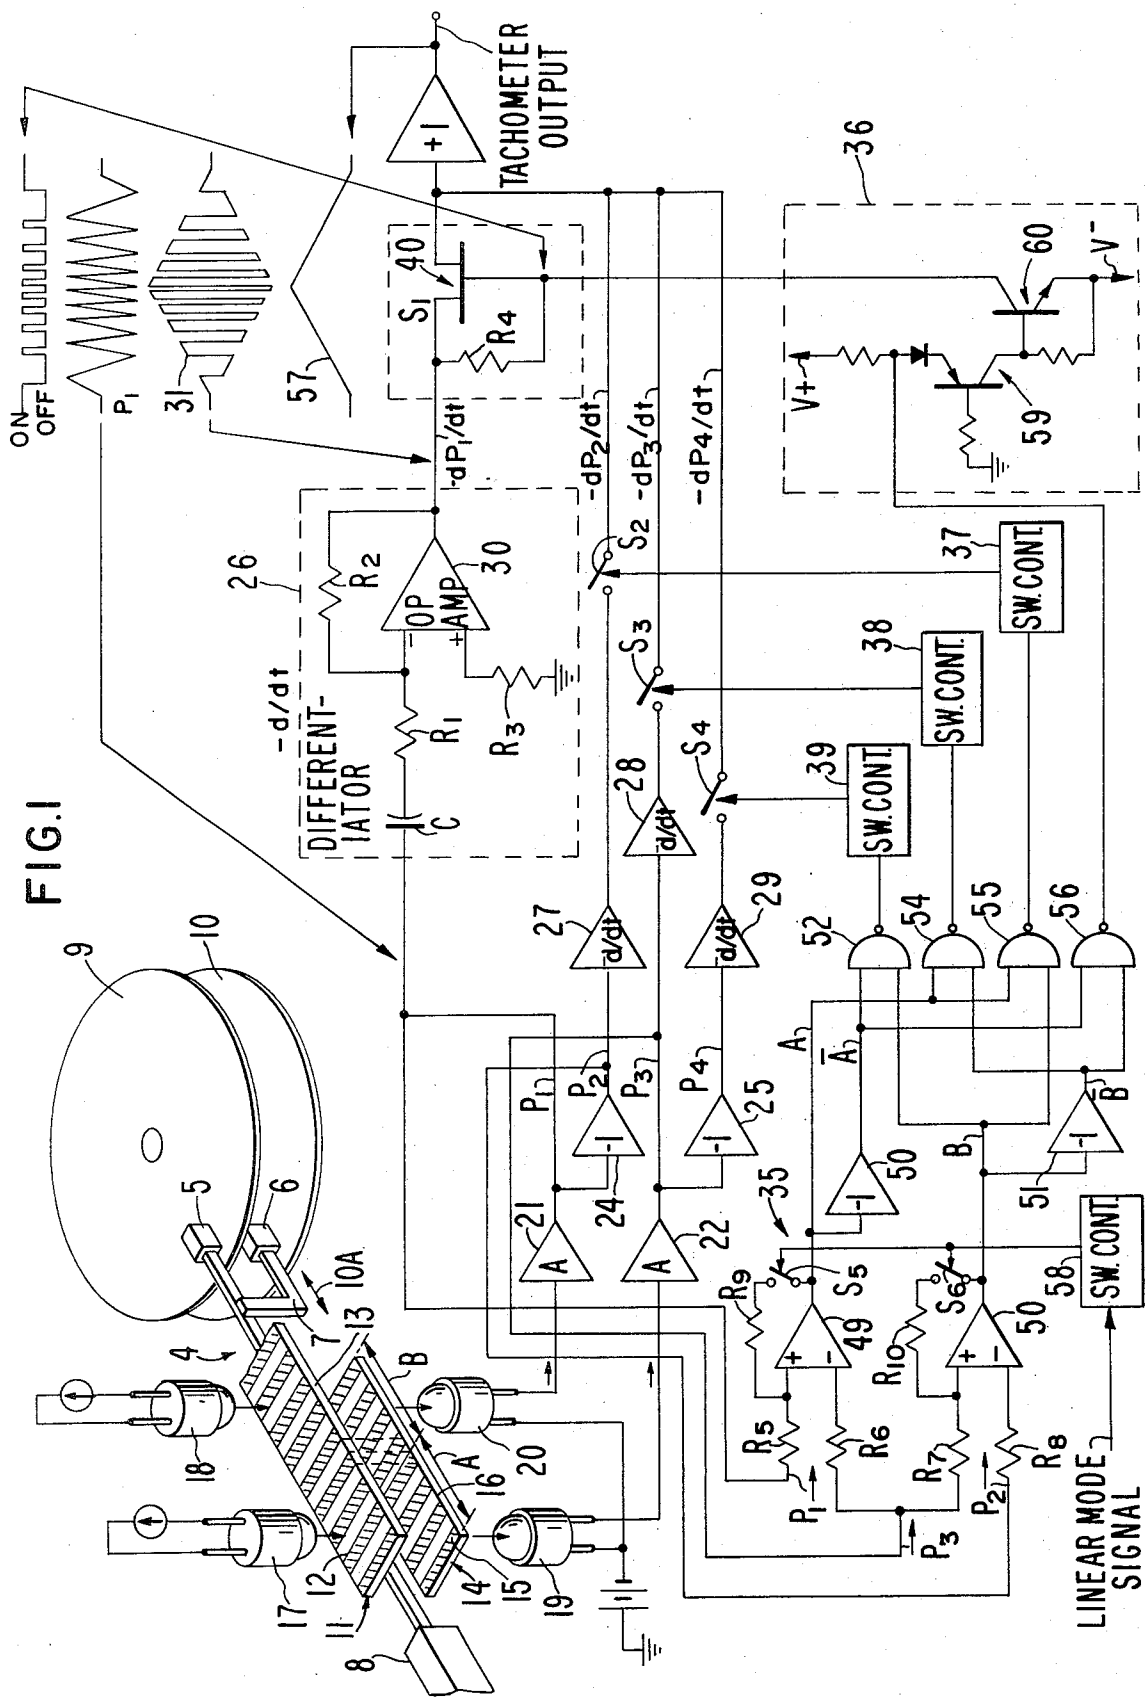 FIG.1
ON
OFF
P1
31
57
TACHOMETER
OUTPUT
+1
S1
40
R4
-dP1/dt
36
60
V-
V+
59
26
-d/dt
DIFFERENT-
IATOR
R2
OP
AMP
30
R1
R3
C
-dP2/dt
-dP3/dt
-dP4/dt
S2
S3
S4
27
-d/dt
28
-d/dt
29
-d/dt
37
SW.CONT.
38
SW.CONT.
39
SW.CONT.
52
54
55
56
9
10
5
6
10A
7
4
13
B
A
18
17
12
11
8
16
15
14
20
19
21
A
22
A
P1
P2
P3
P4
24
-1
25
-1
35
R9
S5
49
R5
R6
P1
P3
R10
S6
50
R7
R8
P2
50
-1
A
A̅
B
B̅
51
-1
58
SW. CONT.
LINEAR MODE
SIGNAL